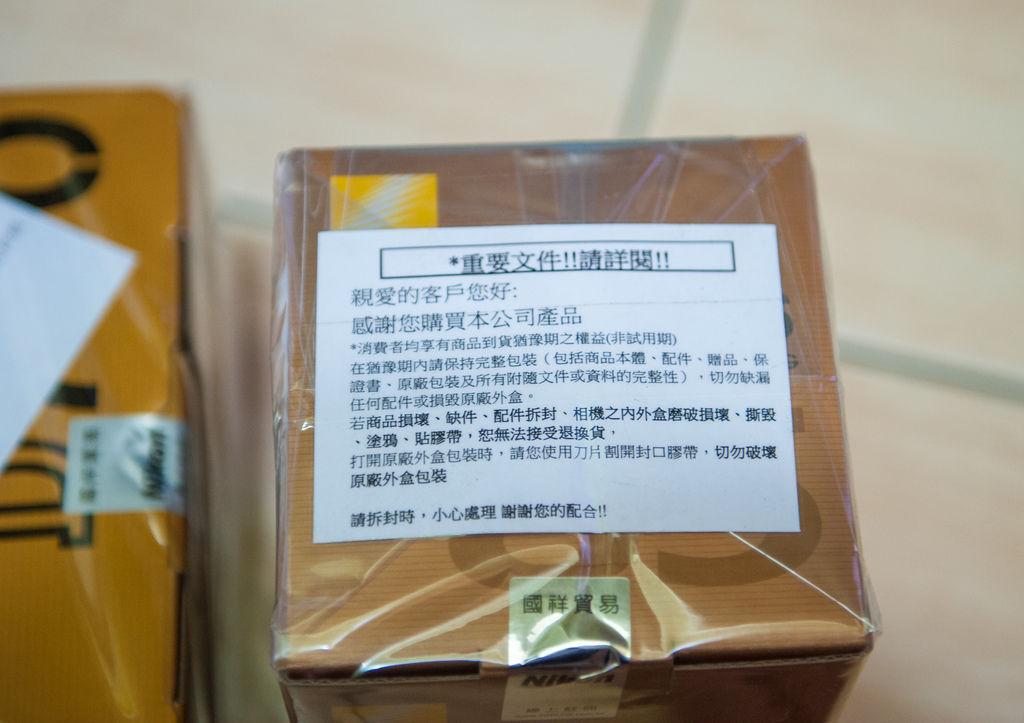 *重要文件!!請詳閱!!
親愛的客戶您好:
感謝您購買本公司產品
*消費者均享有商品到貨猶豫期之權益(非試用期)
在猶豫期內請保持完整包裝（包括商品本體、配件、贈品、保
證書、原廠包裝及所有附隨文件或資料的完整性），切勿缺漏
任何配件或損毀原廠外盒。
若商品損壞、缺件、配件拆封、相機之內外盒磨破損壞、撕毀
、塗鴉、貼膠帶，恕無法接受退換貨，
打開原廠外盒包裝時，請您使用刀片割開封口膠帶，切勿破壞
原廠外盒包裝
請拆封時，小心處理 謝謝您的配合!!
國祥貿易
Nikon
Nikon